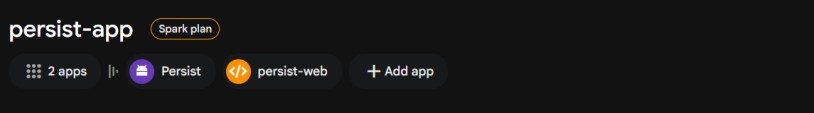 persist-app Spark plan
2 apps Persist persist-web + Add app